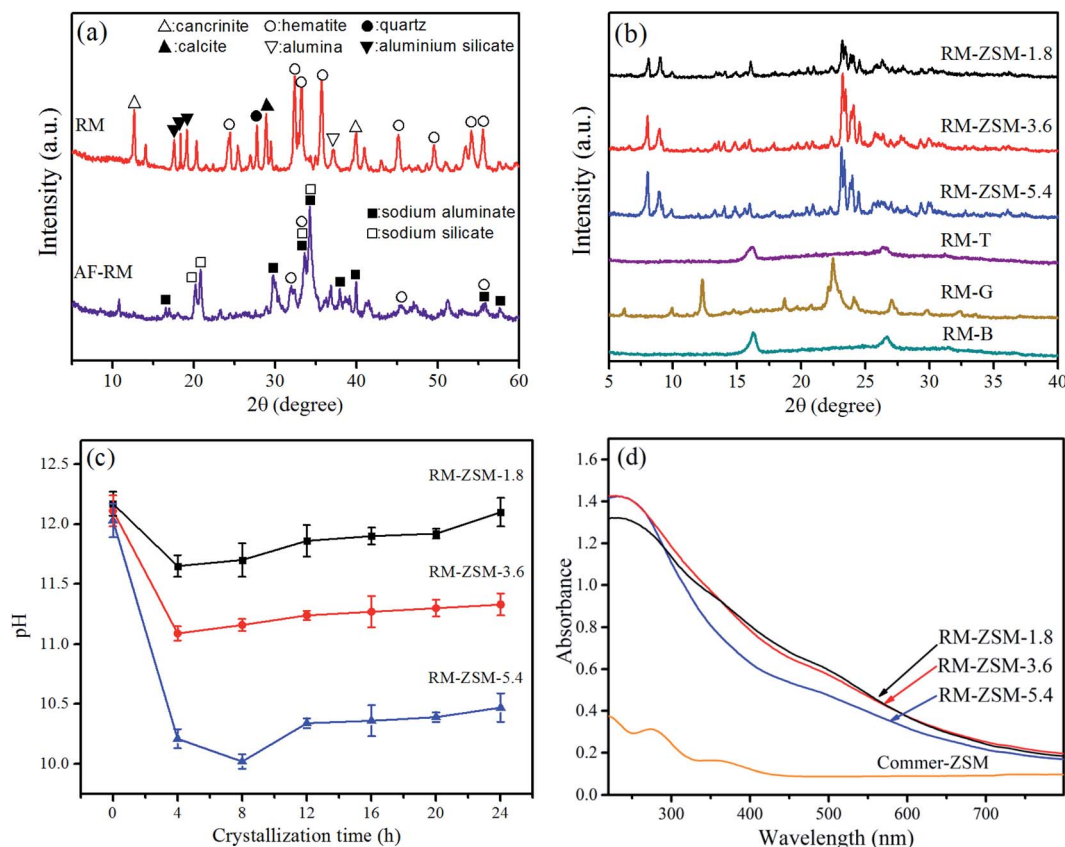 (a)
△:cancrinite ○:hematite ●:quartz
▲:calcite ▽:alumina ▼:aluminium silicate
RM
■:sodium aluminate
□:sodium silicate
AF-RM
Intensity (a.u.)
10 20 30 40 50 60
2θ (degree)
(b)
RM-ZSM-1.8
RM-ZSM-3.6
RM-ZSM-5.4
RM-T
RM-G
RM-B
Intensity (a.u.)
5 10 15 20 25 30 35 40
2θ (degree)
(c)
RM-ZSM-1.8
RM-ZSM-3.6
RM-ZSM-5.4
pH
12.5
12.0
11.5
11.0
10.5
10.0
0 4 8 12 16 20 24
Crystallization time (h)
(d)
RM-ZSM-1.8
RM-ZSM-3.6
RM-ZSM-5.4
Commer-ZSM
Absorbance
1.6
1.4
1.2
1.0
0.8
0.6
0.4
0.2
0.0
300 400 500 600 700
Wavelength (nm)